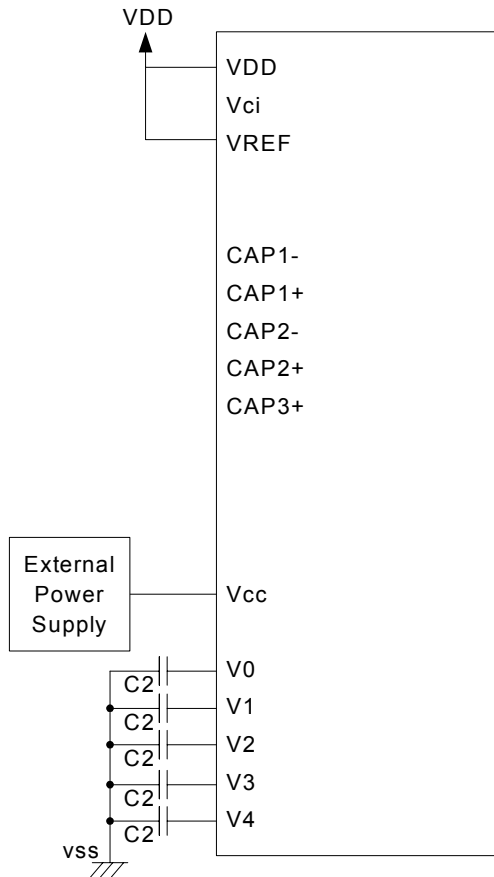 VDD
VDD
Vci
VREF
CAP1-
CAP1+
CAP2-
CAP2+
CAP3+
External
Power
Supply
Vcc
V0
C2
V1
C2
V2
C2
V3
C2
V4
C2
vss